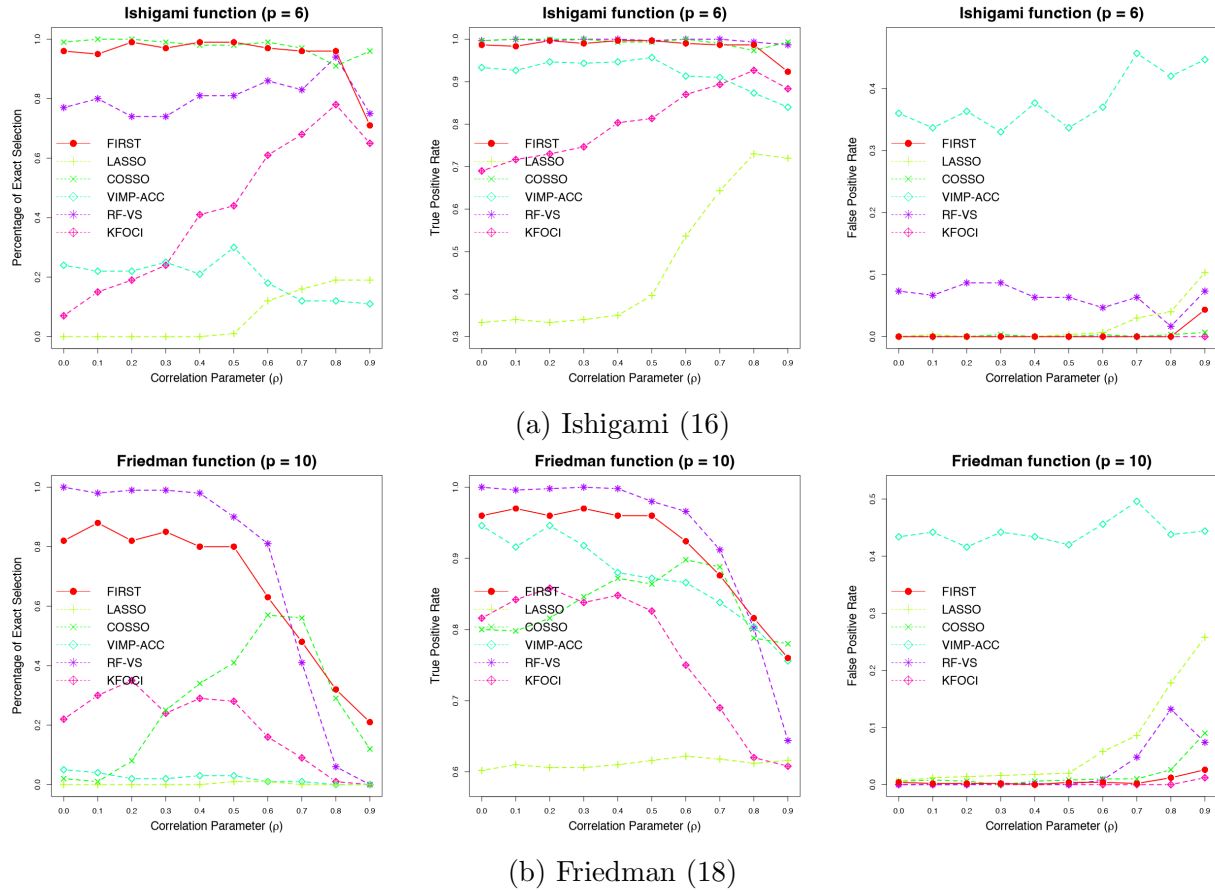 Ishigami function (p = 6)
Percentage of Exact Selection
1.0
0.8
0.6
0.4
0.2
0.0
FIRST
LASSO
COSSO
VIMP-ACC
RF-VS
KFOCI
0.0 0.1 0.2 0.3 0.4 0.5 0.6 0.7 0.8 0.9
Correlation Parameter (ρ)
Ishigami function (p = 6)
True Positive Rate
1.0
0.9
0.8
0.7
0.6
0.5
0.4
0.3
FIRST
LASSO
COSSO
VIMP-ACC
RF-VS
KFOCI
0.0 0.1 0.2 0.3 0.4 0.5 0.6 0.7 0.8 0.9
Correlation Parameter (ρ)
Ishigami function (p = 6)
False Positive Rate
0.4
0.3
0.2
0.1
0.0
FIRST
LASSO
COSSO
VIMP-ACC
RF-VS
KFOCI
0.0 0.1 0.2 0.3 0.4 0.5 0.6 0.7 0.8 0.9
Correlation Parameter (ρ)
(a) Ishigami (16)
Friedman function (p = 10)
Percentage of Exact Selection
1.0
0.8
0.6
0.4
0.2
0.0
FIRST
LASSO
COSSO
VIMP-ACC
RF-VS
KFOCI
0.0 0.1 0.2 0.3 0.4 0.5 0.6 0.7 0.8 0.9
Correlation Parameter (ρ)
Friedman function (p = 10)
True Positive Rate
1.0
0.9
0.8
0.7
0.6
FIRST
LASSO
COSSO
VIMP-ACC
RF-VS
KFOCI
0.0 0.1 0.2 0.3 0.4 0.5 0.6 0.7 0.8 0.9
Correlation Parameter (ρ)
Friedman function (p = 10)
False Positive Rate
0.5
0.4
0.3
0.2
0.1
0.0
FIRST
LASSO
COSSO
VIMP-ACC
RF-VS
KFOCI
0.0 0.1 0.2 0.3 0.4 0.5 0.6 0.7 0.8 0.9
Correlation Parameter (ρ)
(b) Friedman (18)